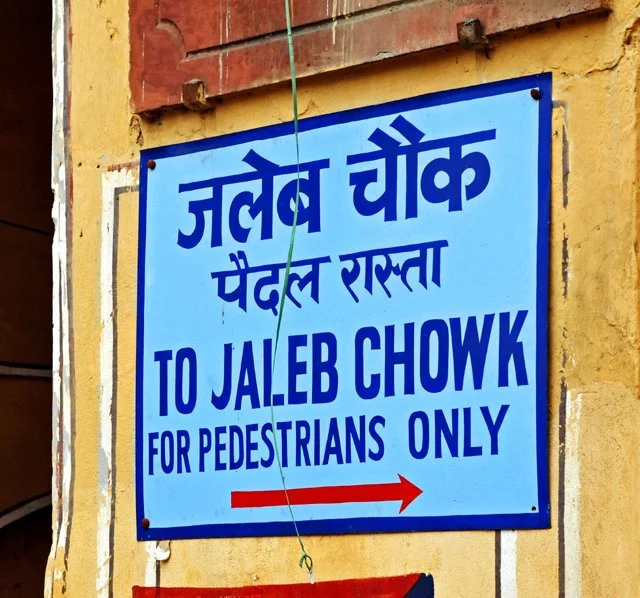 जलेब चौक
पैदल रास्ता
TO JALEB CHOWK
FOR PEDESTRIANS ONLY